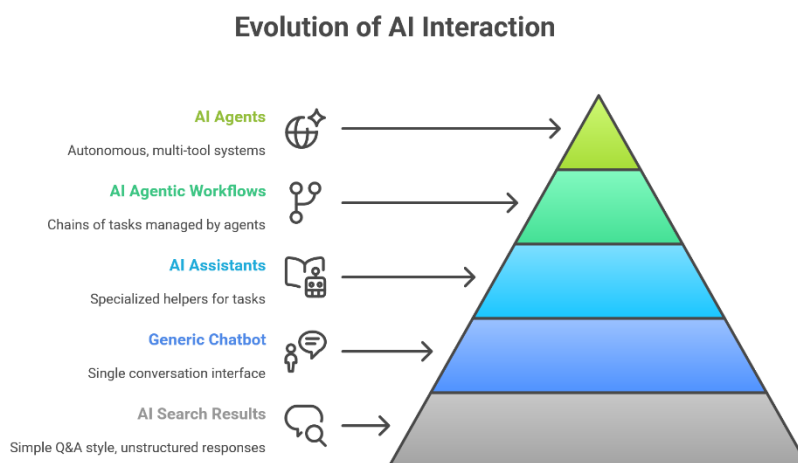 Evolution of AI Interaction
AI Agents
Autonomous, multi-tool systems
AI Agentic Workflows
Chains of tasks managed by agents
AI Assistants
Specialized helpers for tasks
Generic Chatbot
Single conversation interface
AI Search Results
Simple Q&A style, unstructured responses